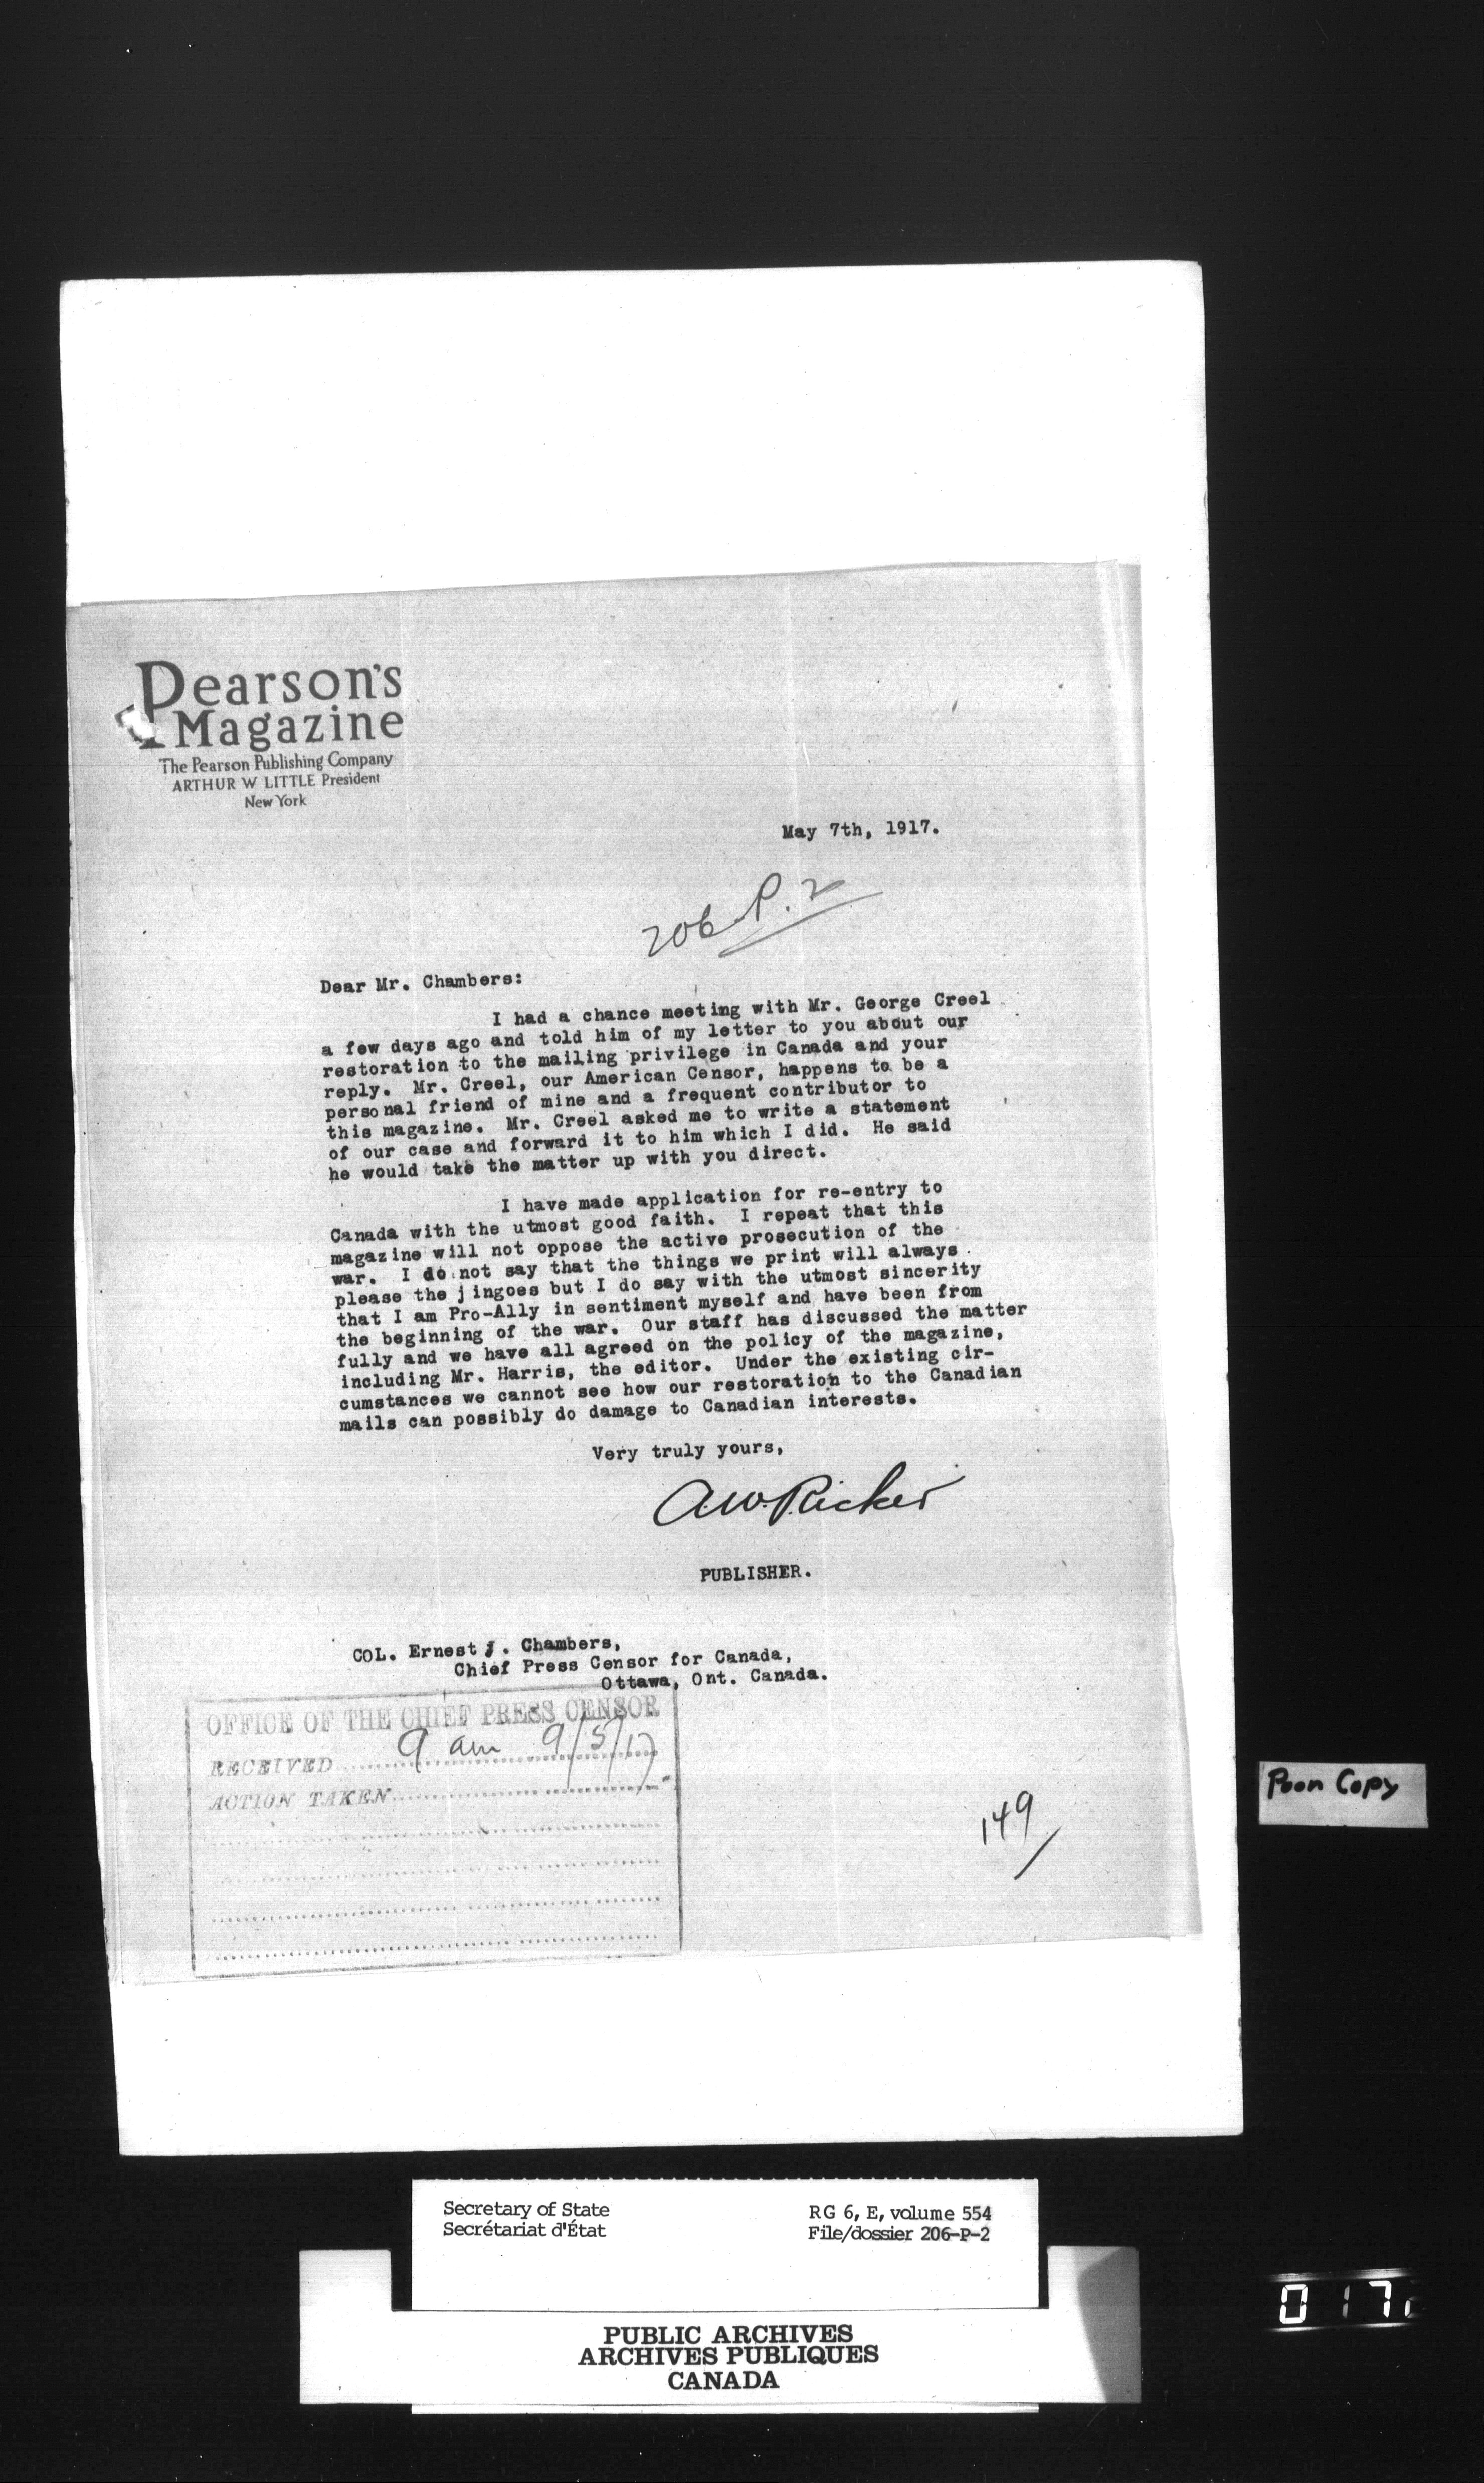 Pearson's
Magazine
The Pearson Publishing Company
ARTHUR W LITTLE President
New York
May 7th, 1917.
206-P.2
Dear Mr. Chambers:
I had a chance meeting with Mr. George Creel
a few days ago and told him of my letter to you about our
restoration to the mailing privilege in Canada and your
reply. Mr. Creel, our American Censor, happens to be a
personal friend of mine and a frequent contributor to
this magazine. Mr. Creel asked me to write a statement
of our case and forward it to him which I did. He said
he would take the matter up with you direct.
I have made application for re-entry to
Canada with the utmost good faith. I repeat that this
magazine will not oppose the active prosecution of the
war. I do not say that the things we print will always
please the jingoes but I do say with the utmost sincerity
that I am Pro-Ally in sentiment myself and have been from
the beginning of the war. Our staff has discussed the matter
fully and we have all agreed on the policy of the magazine,
including Mr. Harris, the editor. Under the existing cir-
cumstances we cannot see how our restoration to the Canadian
mails can possibly do damage to Canadian interests.
Very truly yours,
A.W. Ricker
PUBLISHER.
COL. Ernest J. Chambers,
Chief Press Censor for Canada,
Ottawa, Ont. Canada.
OFFICE OF THE CHIEF PRESS CENSOR
RECEIVED 9 am 9/5/17
ACTION TAKEN
149
Poor Copy
Secretary of State
Secrétariat d'État
RG 6, E, volume 554
File/dossier 206-P-2
PUBLIC ARCHIVES
ARCHIVES PUBLIQUES
CANADA
017